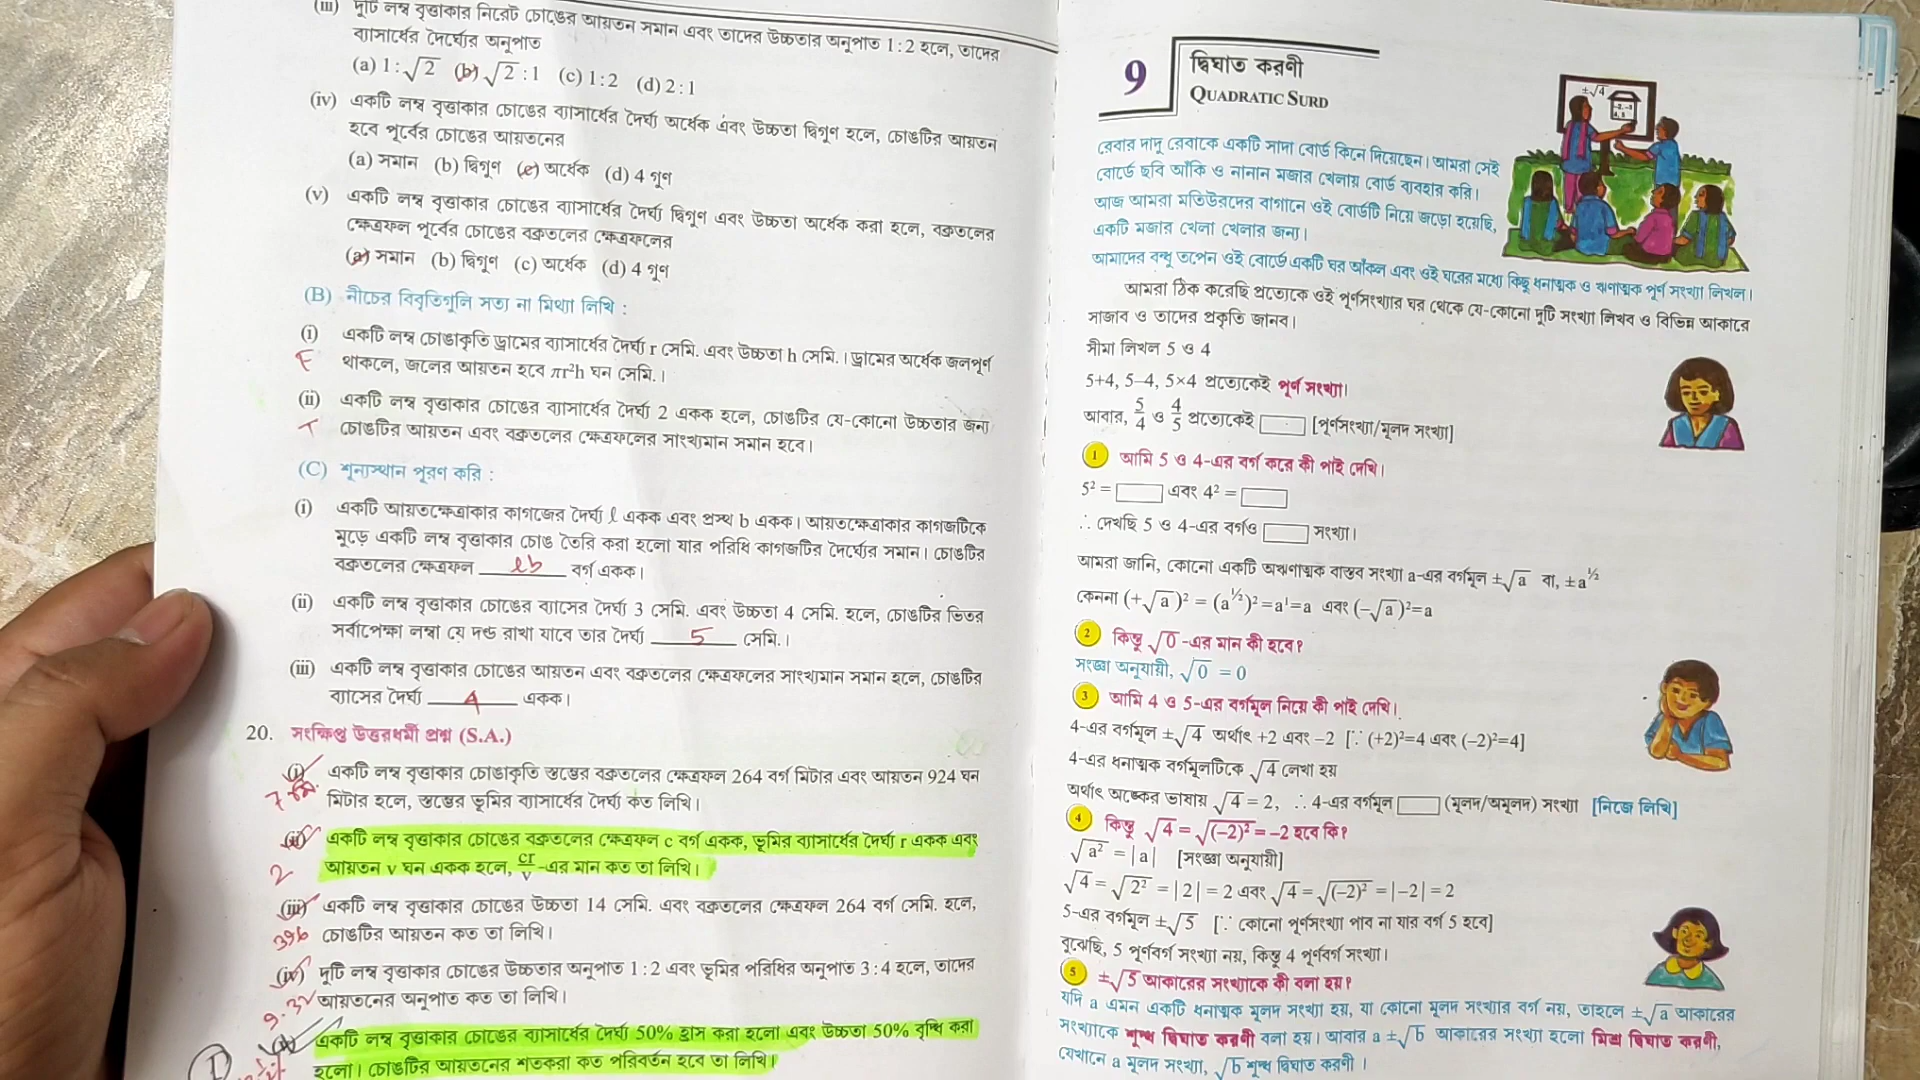 (iii) দুটি লম্ব বৃত্তাকার নিরেট চোঙের আয়তন সমান এবং তাদের উচ্চতার অনুপাত 1:2 হলে, তাদের
ব্যাসার্ধের দৈর্ঘ্যের অনুপাত
(a) 1:√2 (b) √2:1 (c) 1:2 (d) 2:1
(iv) একটি লম্ব বৃত্তাকার চোঙের ব্যাসার্ধের দৈর্ঘ্য অর্ধেক এবং উচ্চতা দ্বিগুণ হলে, চোঙটির আয়তন
হবে পূর্বের চোঙের আয়তনের
(a) সমান (b) দ্বিগুণ (c) অর্ধেক (d) 4 গুণ
(v) একটি লম্ব বৃত্তাকার চোঙের ব্যাসার্ধের দৈর্ঘ্য দ্বিগুণ এবং উচ্চতা অর্ধেক করা হলে, বক্রতলের
ক্ষেত্রফল পূর্বের চোঙের বক্রতলের ক্ষেত্রফলের
(a) সমান (b) দ্বিগুণ (c) অর্ধেক (d) 4 গুণ
(B) নীচের বিবৃতিগুলি সত্য না মিথ্যা লিখি :
(i) একটি লম্ব চোঙাকৃতি ড্রামের ব্যাসার্ধের দৈর্ঘ্য r সেমি. এবং উচ্চতা h সেমি.। ড্রামের অর্ধেক জলপূর্ণ
F থাকলে, জলের আয়তন হবে πr²h ঘন সেমি.।
(ii) একটি লম্ব বৃত্তাকার চোঙের ব্যাসার্ধের দৈর্ঘ্য 2 একক হলে, চোঙটির যে-কোনো উচ্চতার জন্য
T চোঙটির আয়তন এবং বক্রতলের ক্ষেত্রফলের সাংখ্যমান সমান হবে।
(C) শূন্যস্থান পূরণ করি :
(i) একটি আয়তক্ষেত্রাকার কাগজের দৈর্ঘ্য l একক এবং প্রস্থ b একক। আয়তক্ষেত্রাকার কাগজটিকে
মুড়ে একটি লম্ব বৃত্তাকার চোঙ তৈরি করা হলো যার পরিধি কাগজটির দৈর্ঘ্যের সমান। চোঙটির
বক্রতলের ক্ষেত্রফল lb বর্গ একক।
(ii) একটি লম্ব বৃত্তাকার চোঙের ব্যাসের দৈর্ঘ্য 3 সেমি. এবং উচ্চতা 4 সেমি. হলে, চোঙটির ভিতর
সর্বাপেক্ষা লম্বা যে দণ্ড রাখা যাবে তার দৈর্ঘ্য 5 সেমি.।
(iii) একটি লম্ব বৃত্তাকার চোঙের আয়তন এবং বক্রতলের ক্ষেত্রফলের সাংখ্যমান সমান হলে, চোঙটির
ব্যাসের দৈর্ঘ্য 4 একক।
20. সংক্ষিপ্ত উত্তরধর্মী প্রশ্ন (S.A.)
(i) একটি লম্ব বৃত্তাকার চোঙাকৃতি স্তম্ভের বক্রতলের ক্ষেত্রফল 264 বর্গ মিটার এবং আয়তন 924 ঘন
7 মি. মিটার হলে, স্তম্ভের ভূমির ব্যাসার্ধের দৈর্ঘ্য কত লিখি।
(ii) একটি লম্ব বৃত্তাকার চোঙের বক্রতলের ক্ষেত্রফল c বর্গ একক, ভূমির ব্যাসার্ধের দৈর্ঘ্য r একক এবং
2 আয়তন v ঘন একক হলে, cr/v -এর মান কত তা লিখি।
(iii) একটি লম্ব বৃত্তাকার চোঙের উচ্চতা 14 সেমি. এবং বক্রতলের ক্ষেত্রফল 264 বর্গ সেমি. হলে,
396 চোঙটির আয়তন কত তা লিখি।
(iv) দুটি লম্ব বৃত্তাকার চোঙের উচ্চতার অনুপাত 1:2 এবং ভূমির পরিধির অনুপাত 3:4 হলে, তাদের
9:32 আয়তনের অনুপাত কত তা লিখি।
একটি লম্ব বৃত্তাকার চোঙের ব্যাসার্ধের দৈর্ঘ্য 50% হ্রাস করা হলো এবং উচ্চতা 50% বৃদ্ধি করা
হলো। চোঙটির আয়তনের শতকরা কত পরিবর্তন হবে তা লিখি।
9 দ্বিঘাত করণী
QUADRATIC SURD
±√4
রেবার দাদু রেবাকে একটি সাদা বোর্ড কিনে দিয়েছেন। আমরা সেই
বোর্ডে ছবি আঁকি ও নানান মজার খেলায় বোর্ড ব্যবহার করি।
আজ আমরা মতিউরদের বাগানে ওই বোর্ডটি নিয়ে জড়ো হয়েছি,
একটি মজার খেলা খেলার জন্য।
আমাদের বন্ধু তপেন ওই বোর্ডে একটি ঘর আঁকল এবং ওই ঘরের মধ্যে কিছু ধনাত্মক ও ঋণাত্মক পূর্ণ সংখ্যা লিখল।
আমরা ঠিক করেছি প্রত্যেকে ওই পূর্ণসংখ্যার ঘর থেকে যে-কোনো দুটি সংখ্যা লিখব ও বিভিন্ন আকারে
সাজাব ও তাদের প্রকৃতি জানব।
সীমা লিখল 5 ও 4
5+4, 5–4, 5×4 প্রত্যেকেই পূর্ণ সংখ্যা।
আবার, 5/4 ও 4/5 প্রত্যেকেই [পূর্ণসংখ্যা/মূলদ সংখ্যা]
1 আমি 5 ও 4-এর বর্গ করে কী পাই দেখি।
5² = এবং 4² =
∴ দেখছি 5 ও 4-এর বর্গও সংখ্যা।
আমরা জানি, কোনো একটি অঋণাত্মক বাস্তব সংখ্যা a-এর বর্গমূল ±√a বা, ±a^½
কেননা (+√a)² = (a^½)² = a¹ = a এবং (–√a)² = a
2 কিন্তু √0 -এর মান কী হবে?
সংজ্ঞা অনুযায়ী, √0 = 0
3 আমি 4 ও 5-এর বর্গমূল নিয়ে কী পাই দেখি।
4-এর বর্গমূল ±√4 অর্থাৎ +2 এবং –2 [∵ (+2)²=4 এবং (–2)²=4]
4-এর ধনাত্মক বর্গমূলটিকে √4 লেখা হয়
অর্থাৎ অঙ্কের ভাষায় √4 = 2, ∴ 4-এর বর্গমূল (মূলদ/অমূলদ) সংখ্যা [নিজে লিখি]
4 কিন্তু √4 = √(–2)² = –2 হবে কি?
√a² = |a| [সংজ্ঞা অনুযায়ী]
√4 = √2² = |2| = 2 এবং √4 = √(–2)² = |–2| = 2
5-এর বর্গমূল ±√5 [∵ কোনো পূর্ণসংখ্যা পাব না যার বর্গ 5 হবে]
বুঝেছি, 5 পূর্ণবর্গ সংখ্যা নয়, কিন্তু 4 পূর্ণবর্গ সংখ্যা।
5 ±√5 আকারের সংখ্যাকে কী বলা হয়?
যদি a এমন একটি ধনাত্মক মূলদ সংখ্যা হয়, যা কোনো মূলদ সংখ্যার বর্গ নয়, তাহলে ±√a আকারের
সংখ্যাকে শুদ্ধ দ্বিঘাত করণী বলা হয়। আবার a ±√b আকারের সংখ্যা হলো মিশ্র দ্বিঘাত করণী,
যেখানে a মূলদ সংখ্যা, √b শুদ্ধ দ্বিঘাত করণী।